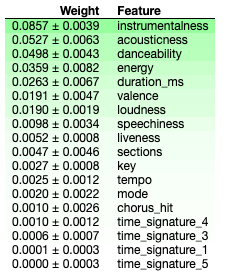 Weight Feature
0.0857 ± 0.0039 instrumentalness
0.0527 ± 0.0063 acousticness
0.0498 ± 0.0043 danceability
0.0359 ± 0.0082 energy
0.0263 ± 0.0067 duration_ms
0.0191 ± 0.0047 valence
0.0190 ± 0.0019 loudness
0.0098 ± 0.0034 speechiness
0.0052 ± 0.0008 liveness
0.0047 ± 0.0046 sections
0.0027 ± 0.0008 key
0.0025 ± 0.0012 tempo
0.0020 ± 0.0022 mode
0.0010 ± 0.0026 chorus_hit
0.0010 ± 0.0012 time_signature_4
0.0006 ± 0.0007 time_signature_3
0.0001 ± 0.0003 time_signature_1
0.0000 ± 0.0003 time_signature_5